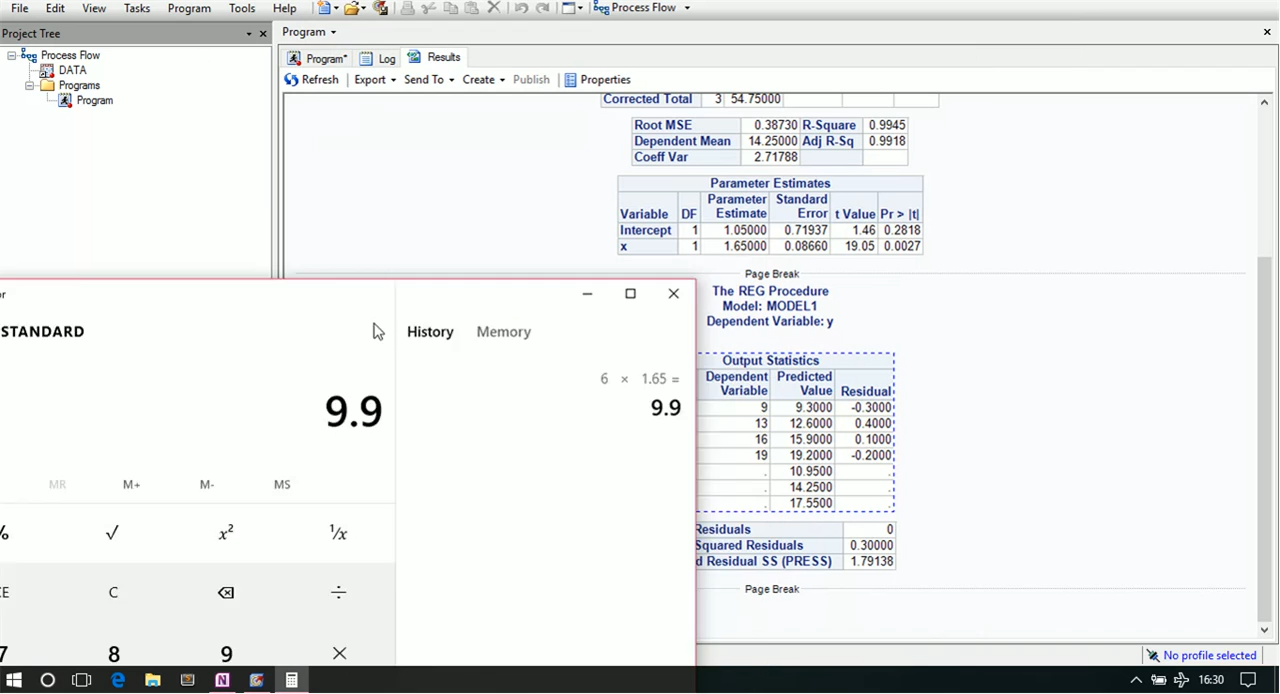 File Edit View Tasks Program Tools Help Process Flow
Project Tree
Process Flow
DATA
Programs
Program
Program
Program* Log Results
Refresh Export Send To Create Publish Properties
Corrected Total 3 54.75000
Root MSE 0.38730 R-Square 0.9945
Dependent Mean 14.25000 Adj R-Sq 0.9918
Coeff Var 2.71788
Parameter Estimates
Variable DF Parameter Estimate Standard Error t Value Pr > |t|
Intercept 1 1.05000 0.71937 1.46 0.2818
x 1 1.65000 0.08660 19.05 0.0027
Page Break
The REG Procedure
Model: MODEL1
Dependent Variable: y
Output Statistics
Dependent Variable Predicted Value Residual
9 9.3000 -0.3000
13 12.6000 0.4000
16 15.9000 0.1000
19 19.2000 -0.2000
. 10.9500 .
. 14.2500 .
. 17.5500 .
Residuals 0
Squared Residuals 0.30000
d Residual SS (PRESS) 1.79138
Page Break
or
STANDARD
History Memory
6 × 1.65 =
9.9
9.9
MR M+ M- MS
% √ x² ¹/x
CE C ÷
7 8 9 ×
No profile selected
16:30